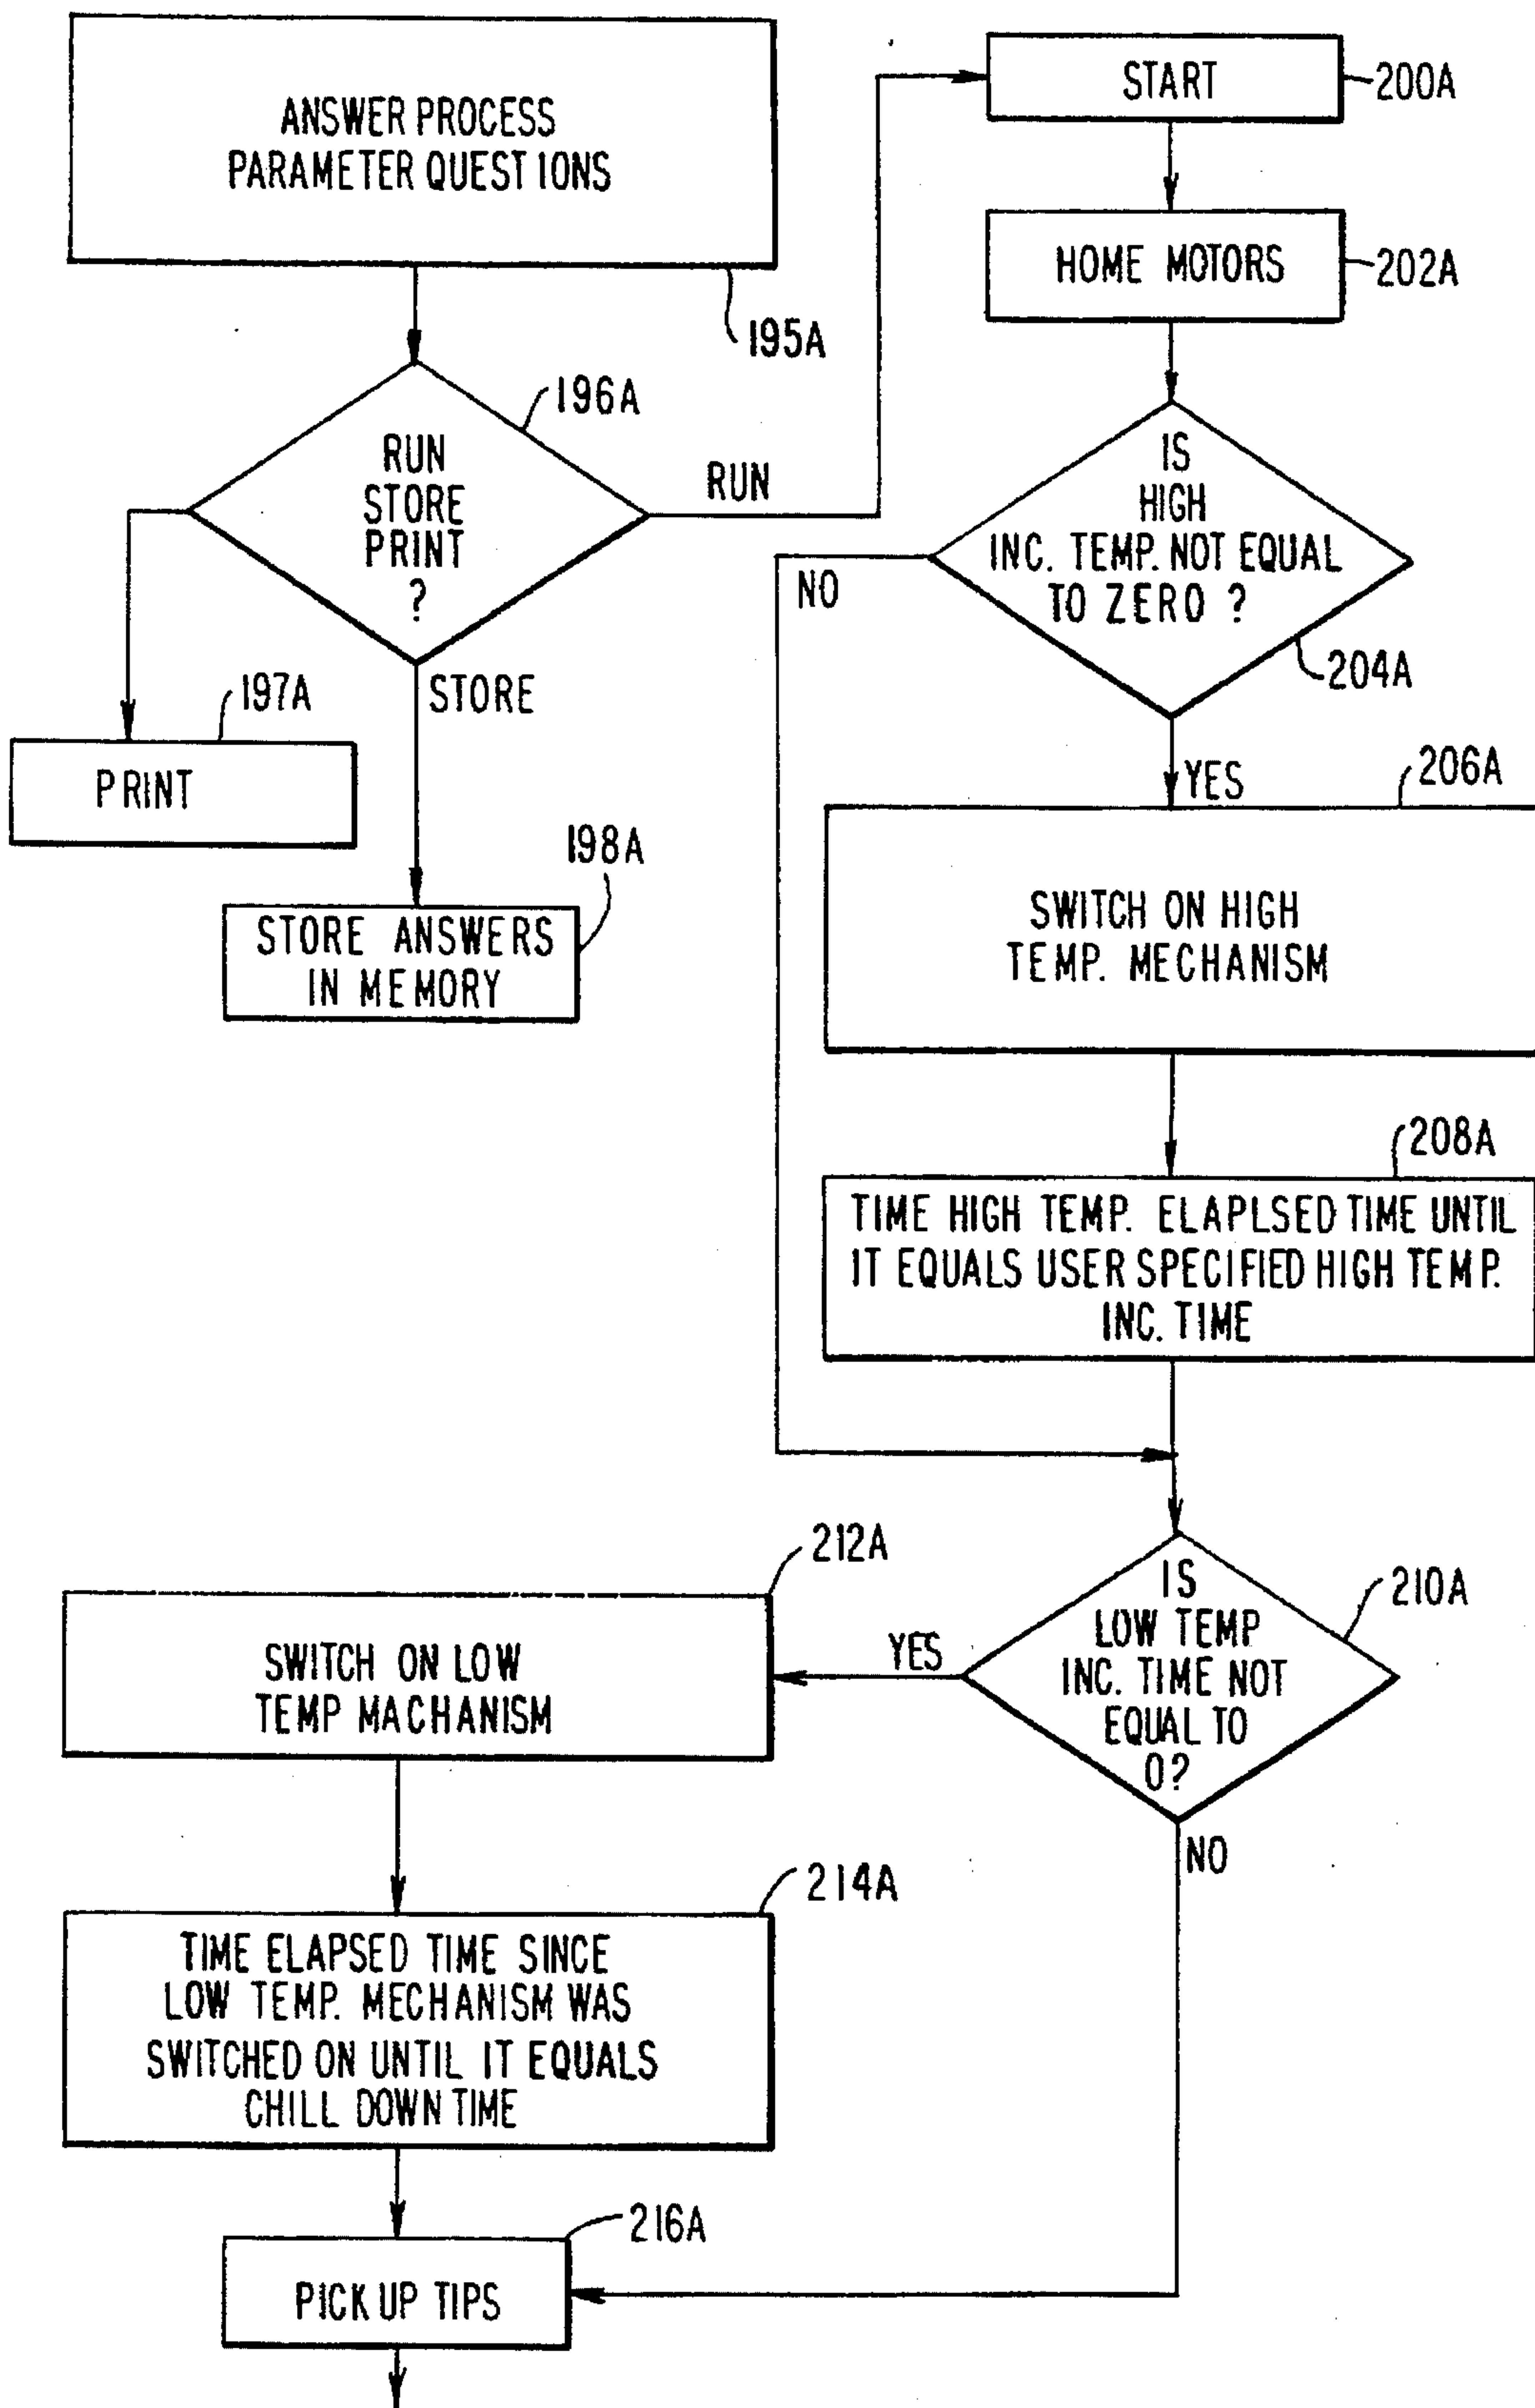 ANSWER PROCESS
PARAMETER QUESTIONS
195A
196A
RUN
STORE
PRINT
?
RUN
STORE
197A
PRINT
198A
STORE ANSWERS
IN MEMORY
START
200A
HOME MOTORS
202A
IS
HIGH
INC. TEMP. NOT EQUAL
TO ZERO ?
204A
NO
YES
206A
SWITCH ON HIGH
TEMP. MECHANISM
208A
TIME HIGH TEMP. ELAPLSED TIME UNTIL
IT EQUALS USER SPECIFIED HIGH TEMP.
INC. TIME
210A
IS
LOW TEMP
INC. TIME NOT
EQUAL TO
0?
YES
NO
212A
SWITCH ON LOW
TEMP MACHANISM
214A
TIME ELAPSED TIME SINCE
LOW TEMP. MECHANISM WAS
SWITCHED ON UNTIL IT EQUALS
CHILL DOWN TIME
216A
PICK UP TIPS